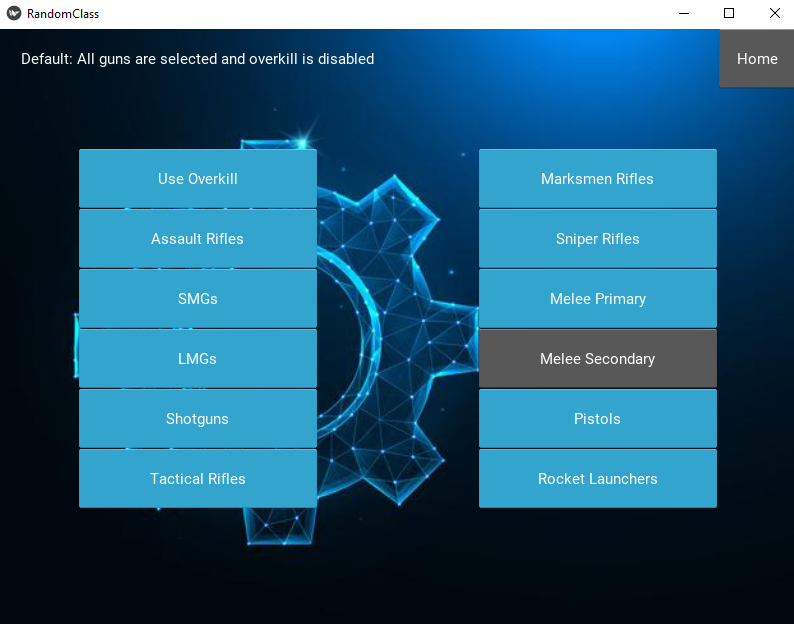 RandomClass
Default: All guns are selected and overkill is disabled
Home
Use Overkill
Assault Rifles
SMGs
LMGs
Shotguns
Tactical Rifles
Marksmen Rifles
Sniper Rifles
Melee Primary
Melee Secondary
Pistols
Rocket Launchers